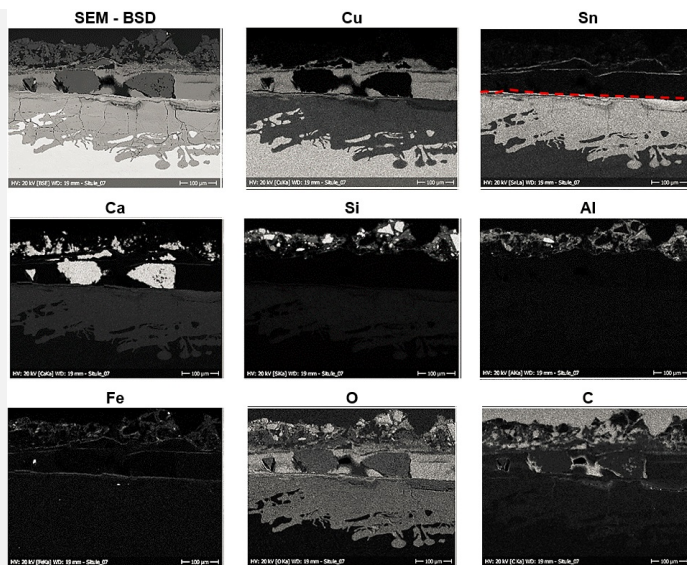 SEM - BSD
Cu
Sn
HV: 20 kV [BSE] WD: 19 mm - Situle_07 100 µm
HV: 20 kV [CuKa] WD: 19 mm - Situle_07 100 µm
HV: 20 kV [SnLa] WD: 19 mm - Situle_07 100 µm
Ca
Si
Al
HV: 20 kV [CaKa] WD: 19 mm - Situle_07 100 µm
HV: 20 kV [SiKa] WD: 19 mm - Situle_07 100 µm
HV: 20 kV [AlKa] WD: 19 mm - Situle_07 100 µm
Fe
O
C
HV: 20 kV [FeKa] WD: 19 mm - Situle_07 100 µm
HV: 20 kV [OKa] WD: 19 mm - Situle_07 100 µm
HV: 20 kV [CKa] WD: 19 mm - Situle_07 100 µm